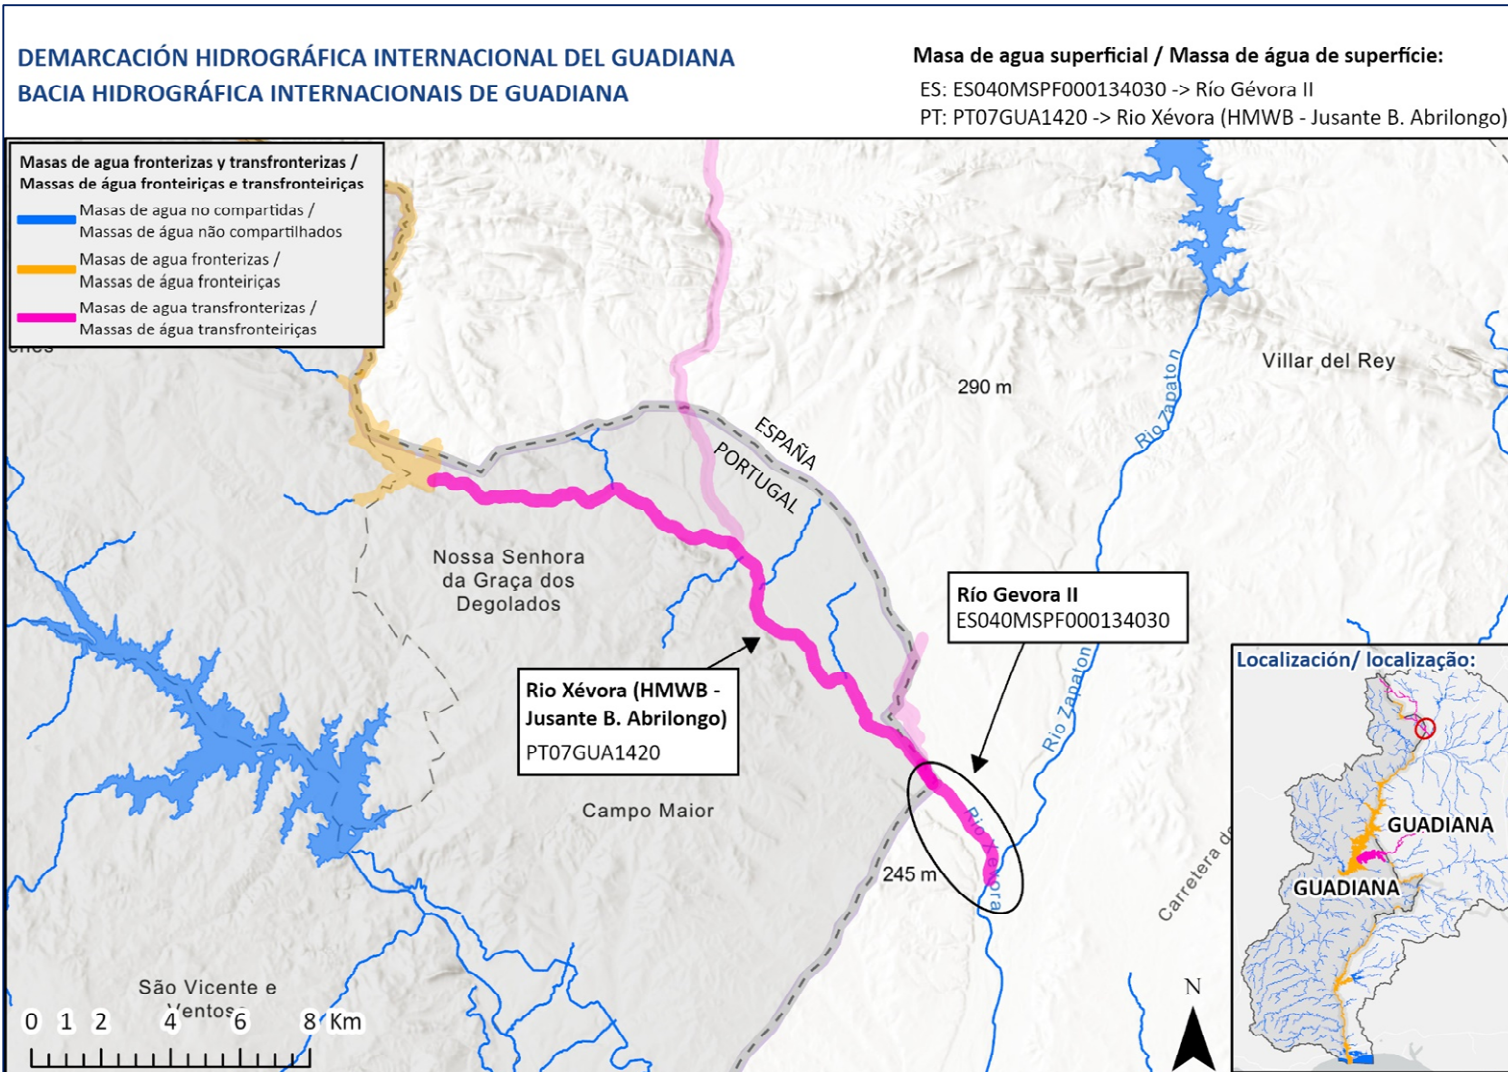 DEMARCACIÓN HIDROGRÁFICA INTERNACIONAL DEL GUADIANA
BACIA HIDROGRÁFICA INTERNACIONAIS DE GUADIANA
Masa de agua superficial / Massa de água de superfície:
ES: ES040MSPF000134030 -> Río Gévora II
PT: PT07GUA1420 -> Rio Xévora (HMWB - Jusante B. Abrilongo)
Masas de agua fronterizas y transfronterizas /
Massas de água fronteiriças e transfronteiriças
Masas de agua no compartidas /
Massas de água não compartilhados
Masas de agua fronterizas /
Massas de água fronteiriças
Masas de agua transfronterizas /
Massas de água transfronteiriças
Villar del Rey
290 m
Rio Zapaton
ESPAÑA
PORTUGAL
Nossa Senhora
da Graça dos
Degolados
Río Gevora II
ES040MSPF000134030
Rio Zapaton
Rio Xévora (HMWB -
Jusante B. Abrilongo)
PT07GUA1420
Campo Maior
Rio
245 m
Carretera
Localización/ localização:
GUADIANA
GUADIANA
São Vicente e
Ventosa
0 1 2 4 6 8 Km
N